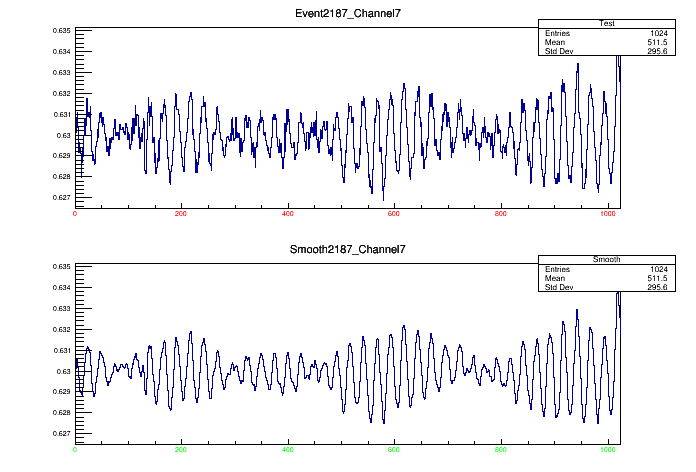 Event2187_Channel7
Test
Entries 1024
Mean 511.5
Std Dev 295.6
0.635
0.634
0.633
0.632
0.631
0.63
0.629
0.628
0.627
0 200 400 600 800 1000
Smooth2187_Channel7
Smooth
Entries 1024
Mean 511.5
Std Dev 295.6
0.635
0.634
0.633
0.632
0.631
0.63
0.629
0.628
0.627
0 200 400 600 800 1000